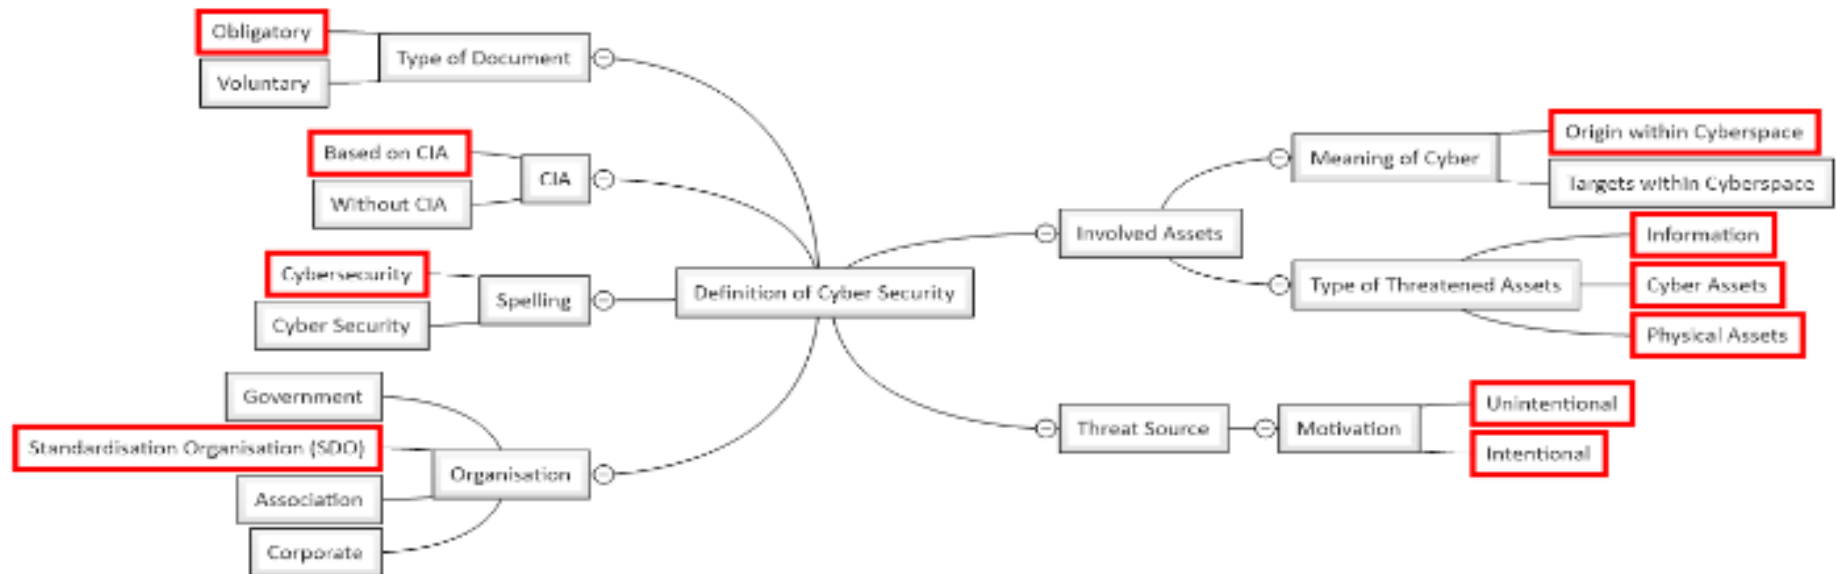 Obligatory
Voluntary
Type of Document
Based on CIA
Without CIA
CIA
Cybersecurity
Cyber Security
Spelling
Government
Standardisation Organisation (SDO)
Association
Corporate
Organisation
Definition of Cyber Security
Involved Assets
Meaning of Cyber
Origin within Cyberspace
Targets within Cyberspace
Type of Threatened Assets
Information
Cyber Assets
Physical Assets
Threat Source
Motivation
Unintentional
Intentional